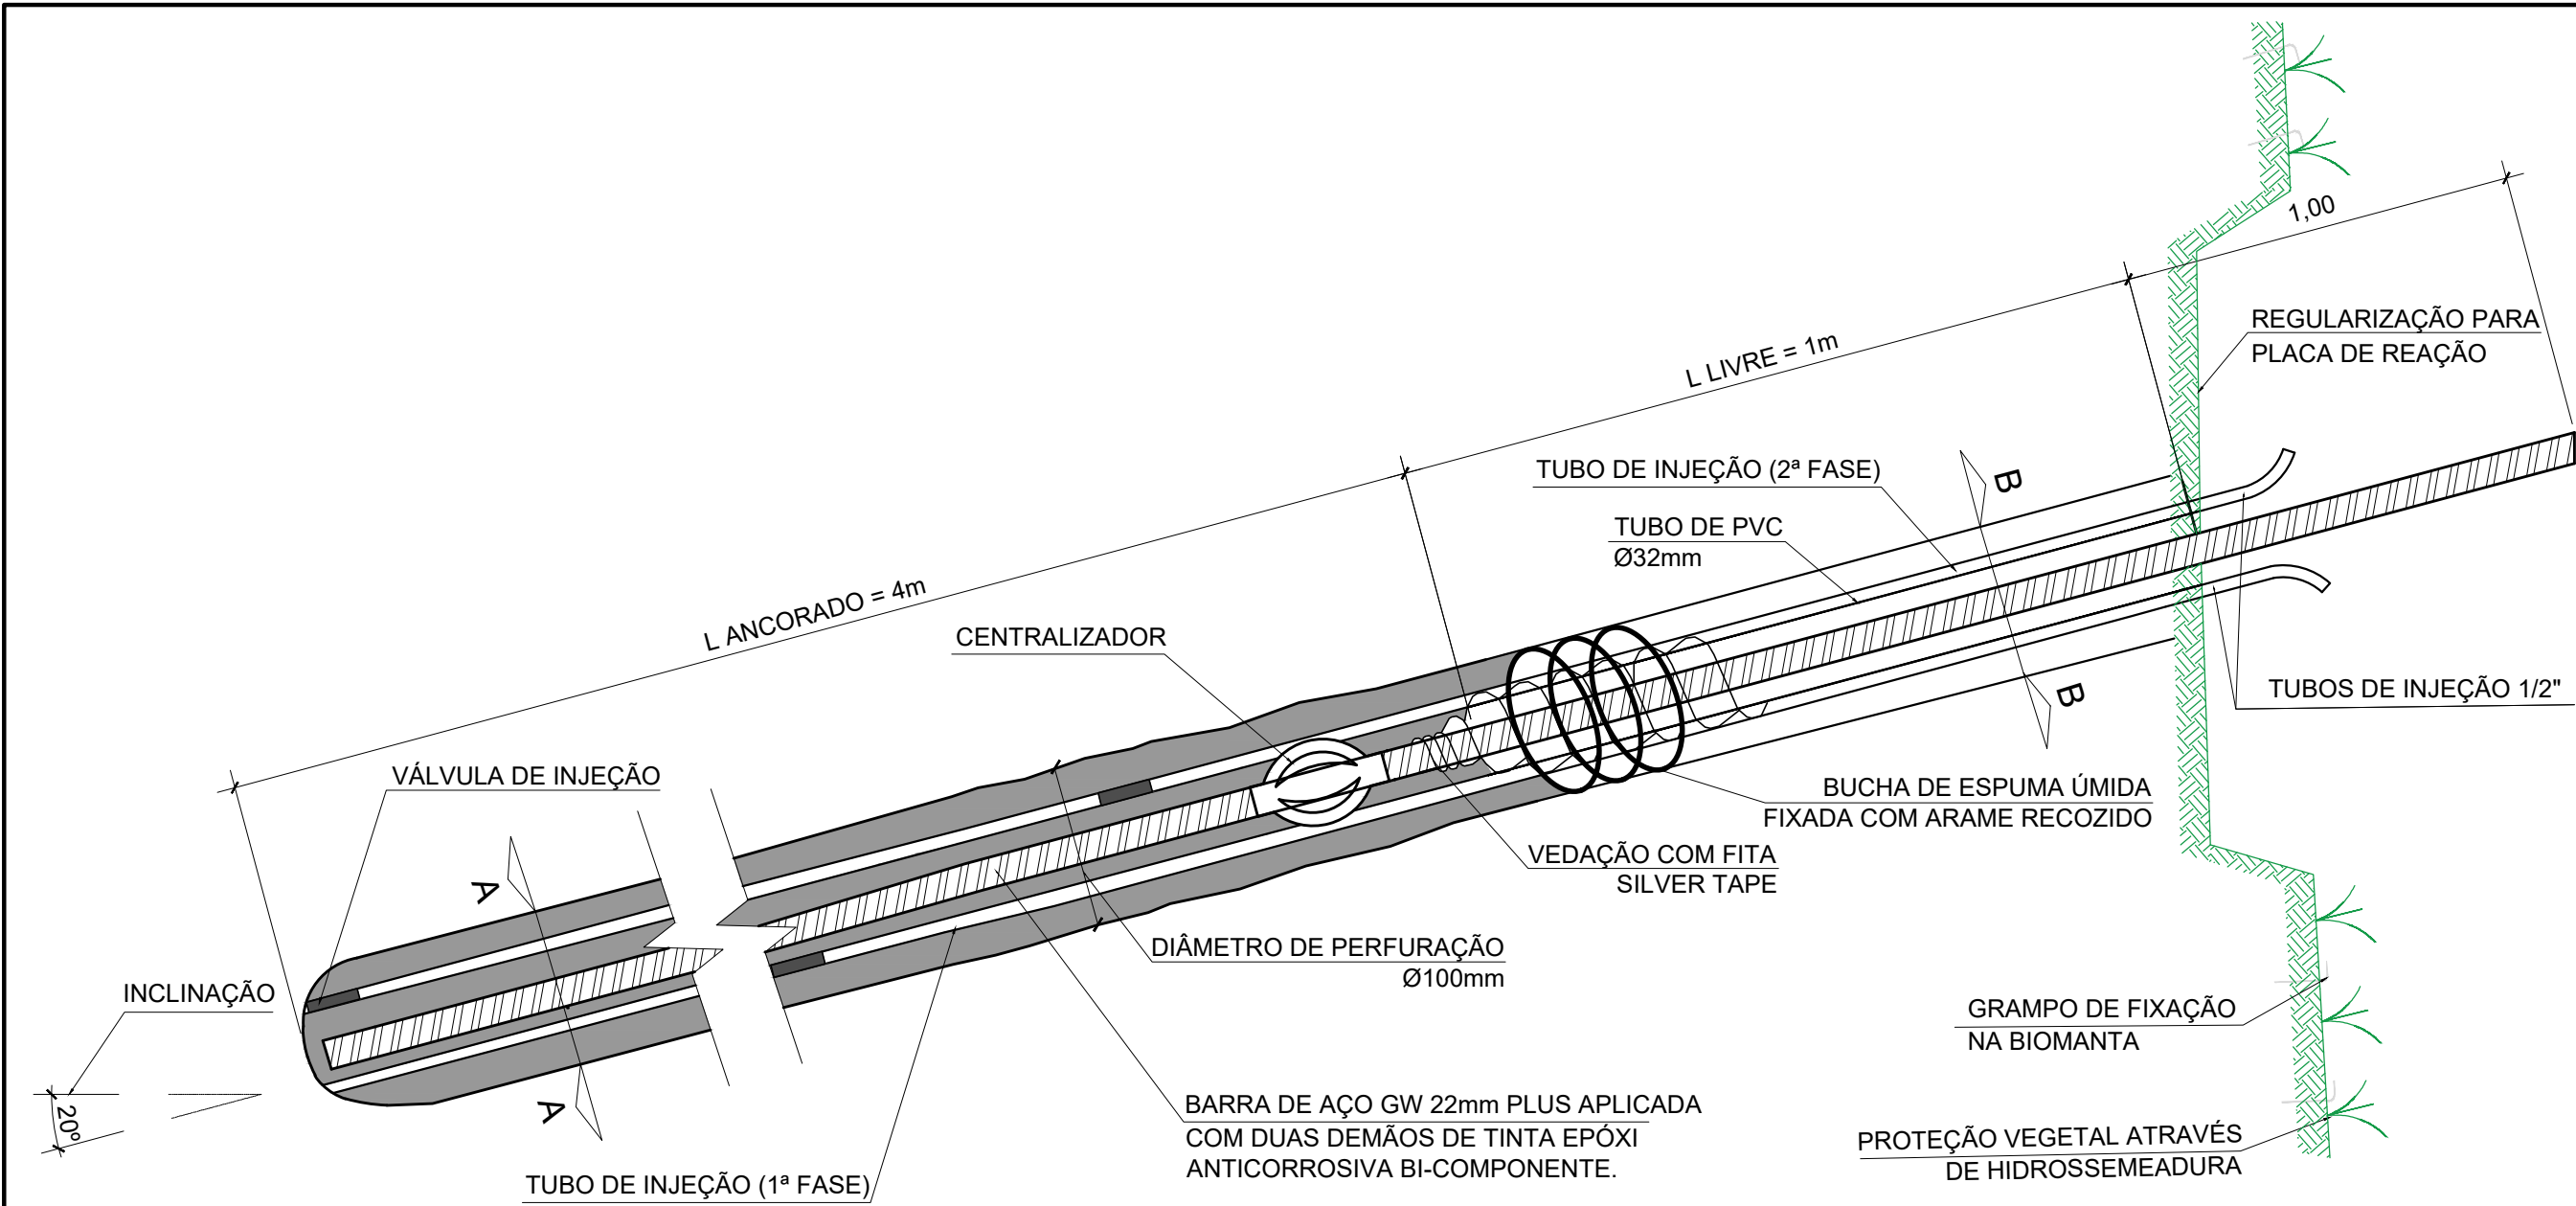 1,00
REGULARIZAÇÃO PARA
PLACA DE REAÇÃO
L LIVRE = 1m
TUBO DE INJEÇÃO (2ª FASE)
B
TUBO DE PVC
Ø32mm
L ANCORADO = 4m
CENTRALIZADOR
B
TUBOS DE INJEÇÃO 1/2"
VÁLVULA DE INJEÇÃO
BUCHA DE ESPUMA ÚMIDA
FIXADA COM ARAME RECOZIDO
VEDAÇÃO COM FITA
SILVER TAPE
A
DIÂMETRO DE PERFURAÇÃO
Ø100mm
INCLINAÇÃO
GRAMPO DE FIXAÇÃO
NA BIOMANTA
20º
A
BARRA DE AÇO GW 22mm PLUS APLICADA
COM DUAS DEMÃOS DE TINTA EPÓXI
ANTICORROSIVA BI-COMPONENTE.
PROTEÇÃO VEGETAL ATRAVÉS
DE HIDROSSEMEADURA
TUBO DE INJEÇÃO (1ª FASE)